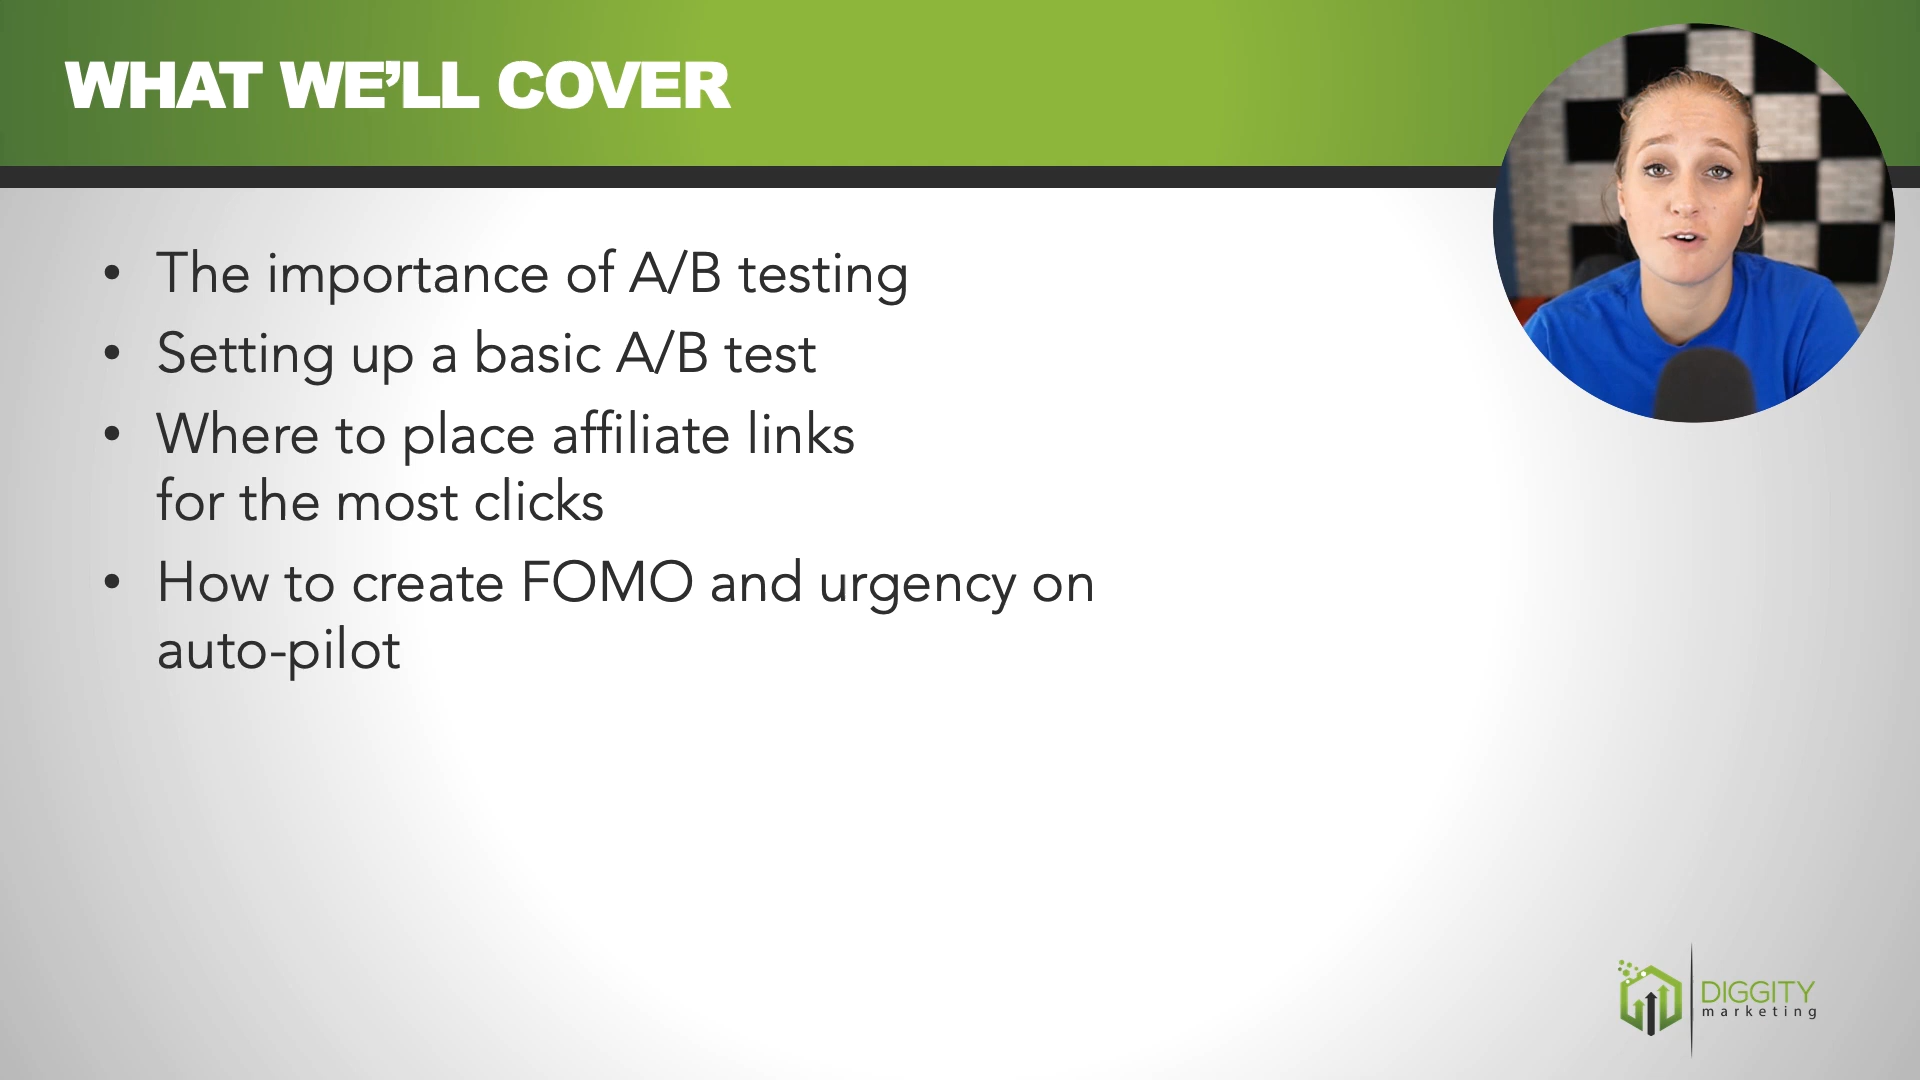 WHAT WE’LL COVER
• The importance of A/B testing
• Setting up a basic A/B test
• Where to place affiliate links
for the most clicks
• How to create FOMO and urgency on
auto-pilot
DIGGITY
marketing